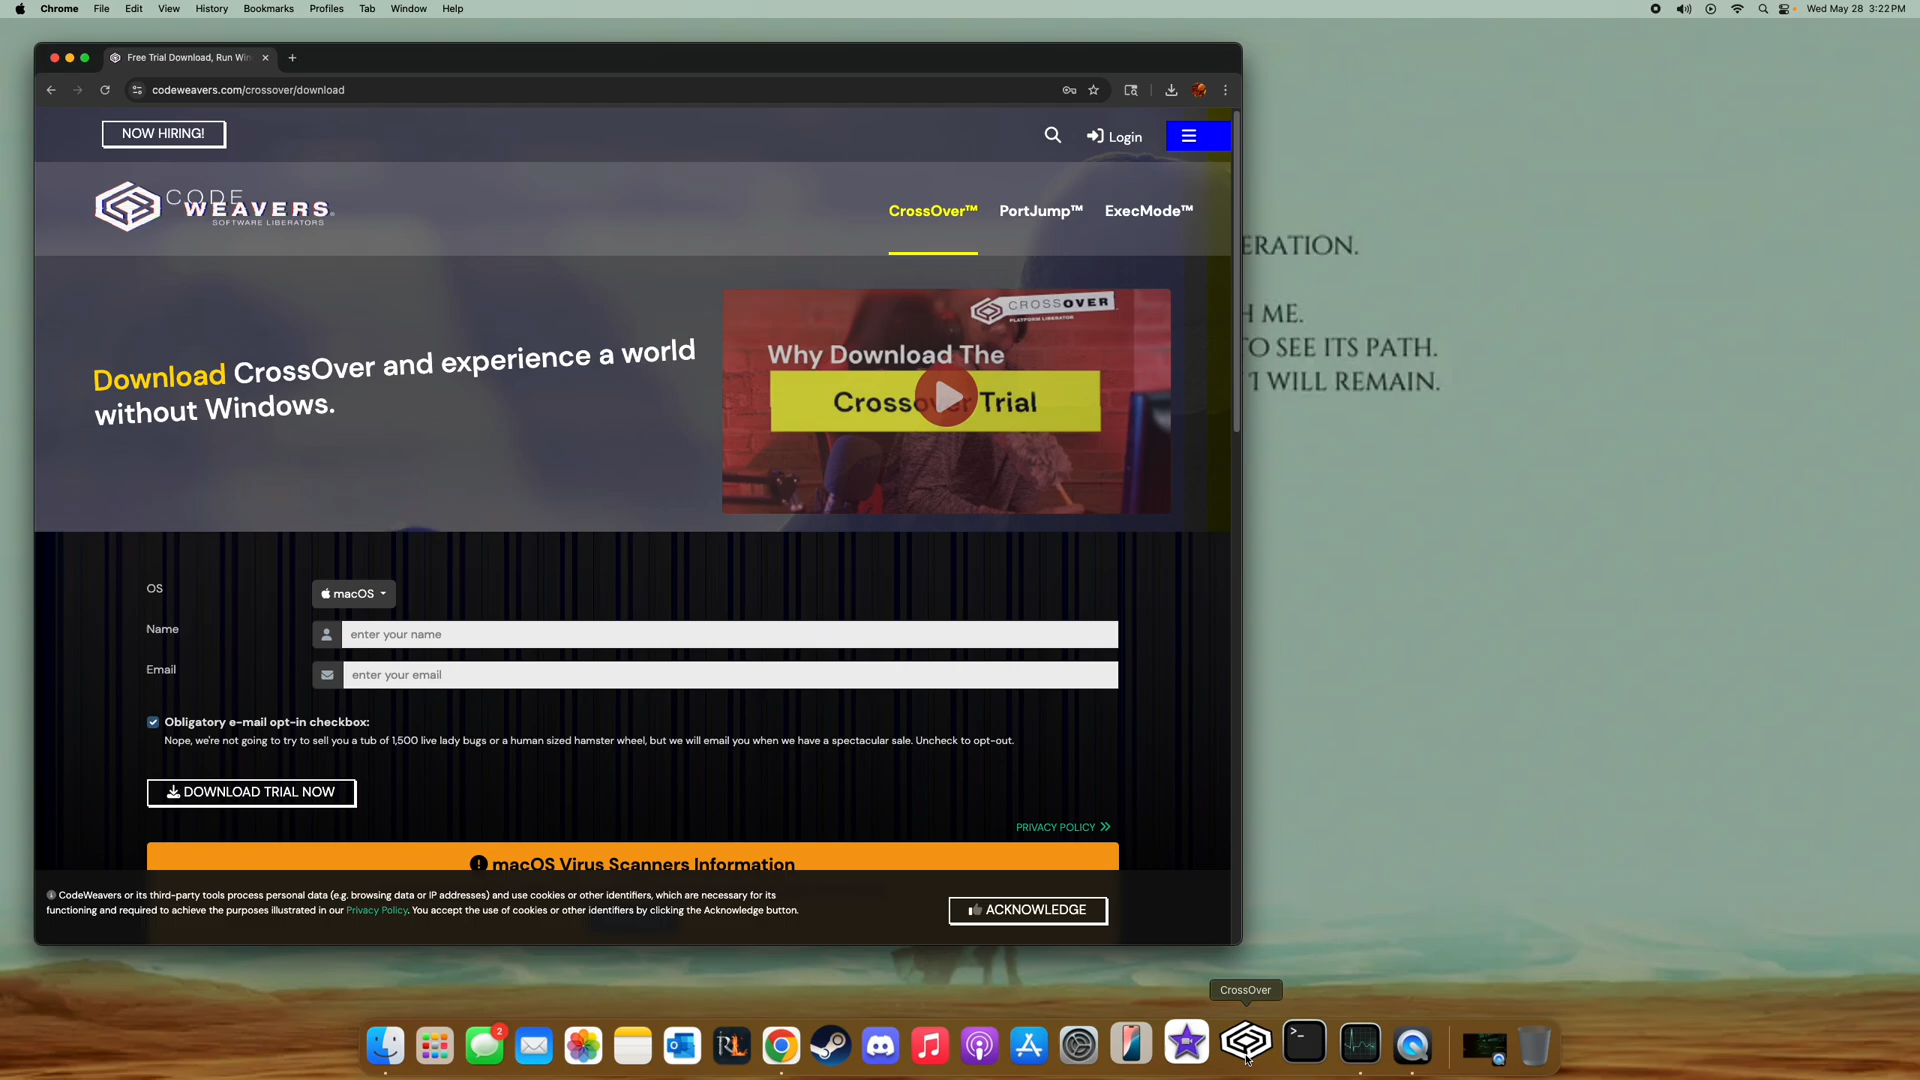 Chrome File Edit View History Bookmarks Profiles Tab Window Help
Wed May 28 3:22 PM
Free Trial Download, Run Win
codeweavers.com/crossover/download
NOW HIRING!
Login
CODE
WEAVERS
SOFTWARE LIBERATORS
CrossOver™ PortJump™ ExecMode™
ERATION.
H ME.
TO SEE ITS PATH.
I WILL REMAIN.
CROSSOVER
PLATFORM LIBERATOR
Why Download The
Crossover Trial
Download CrossOver and experience a world
without Windows.
OS
macOS
Name
enter your name
Email
enter your email
Obligatory e-mail opt-in checkbox:
Nope, we're not going to try to sell you a tub of 1,500 live lady bugs or a human sized hamster wheel, but we will email you when we have a spectacular sale. Uncheck to opt-out.
DOWNLOAD TRIAL NOW
PRIVACY POLICY
macOS Virus Scanners Information
CodeWeavers or its third-party tools process personal data (e.g. browsing data or IP addresses) and use cookies or other identifiers, which are necessary for its
functioning and required to achieve the purposes illustrated in our Privacy Policy. You accept the use of cookies or other identifiers by clicking the Acknowledge button.
ACKNOWLEDGE
CrossOver
2
RL